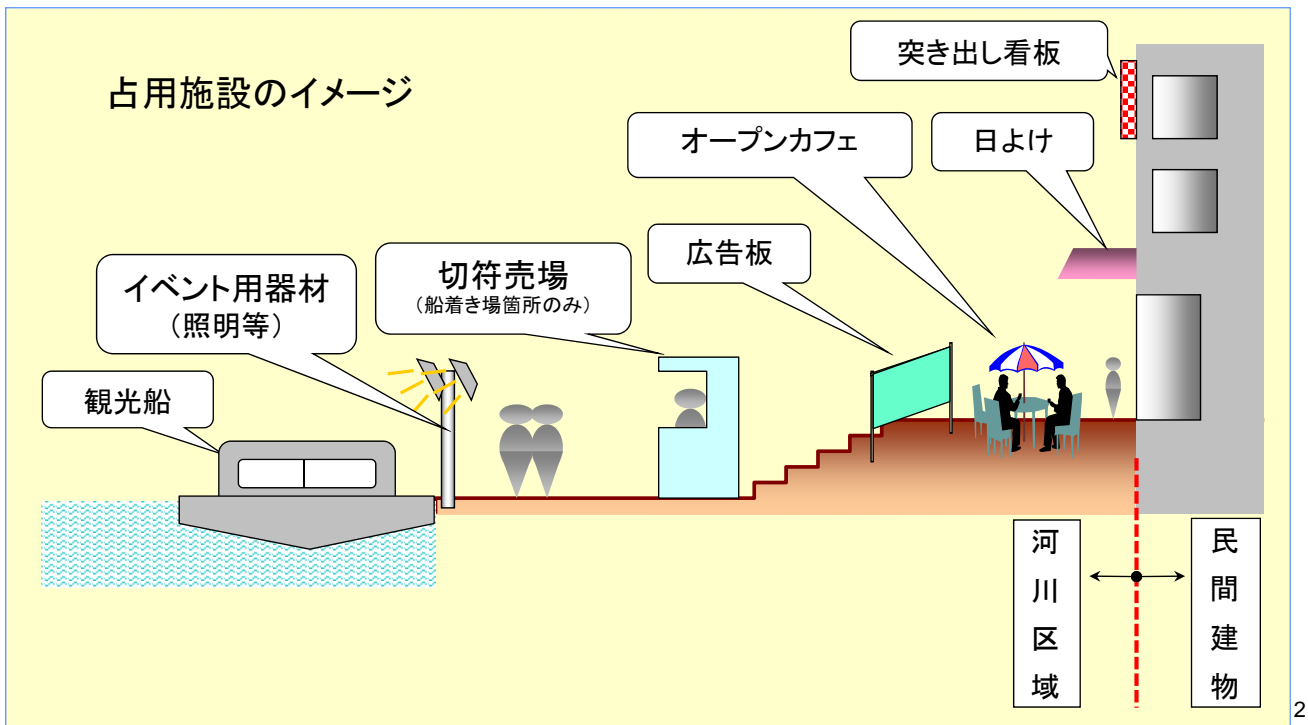 占用施設のイメージ
突き出し看板
オープンカフェ
日よけ
広告板
切符売場
（船着き場箇所のみ）
イベント用器材
（照明等）
観光船
河川区域
民間建物
2